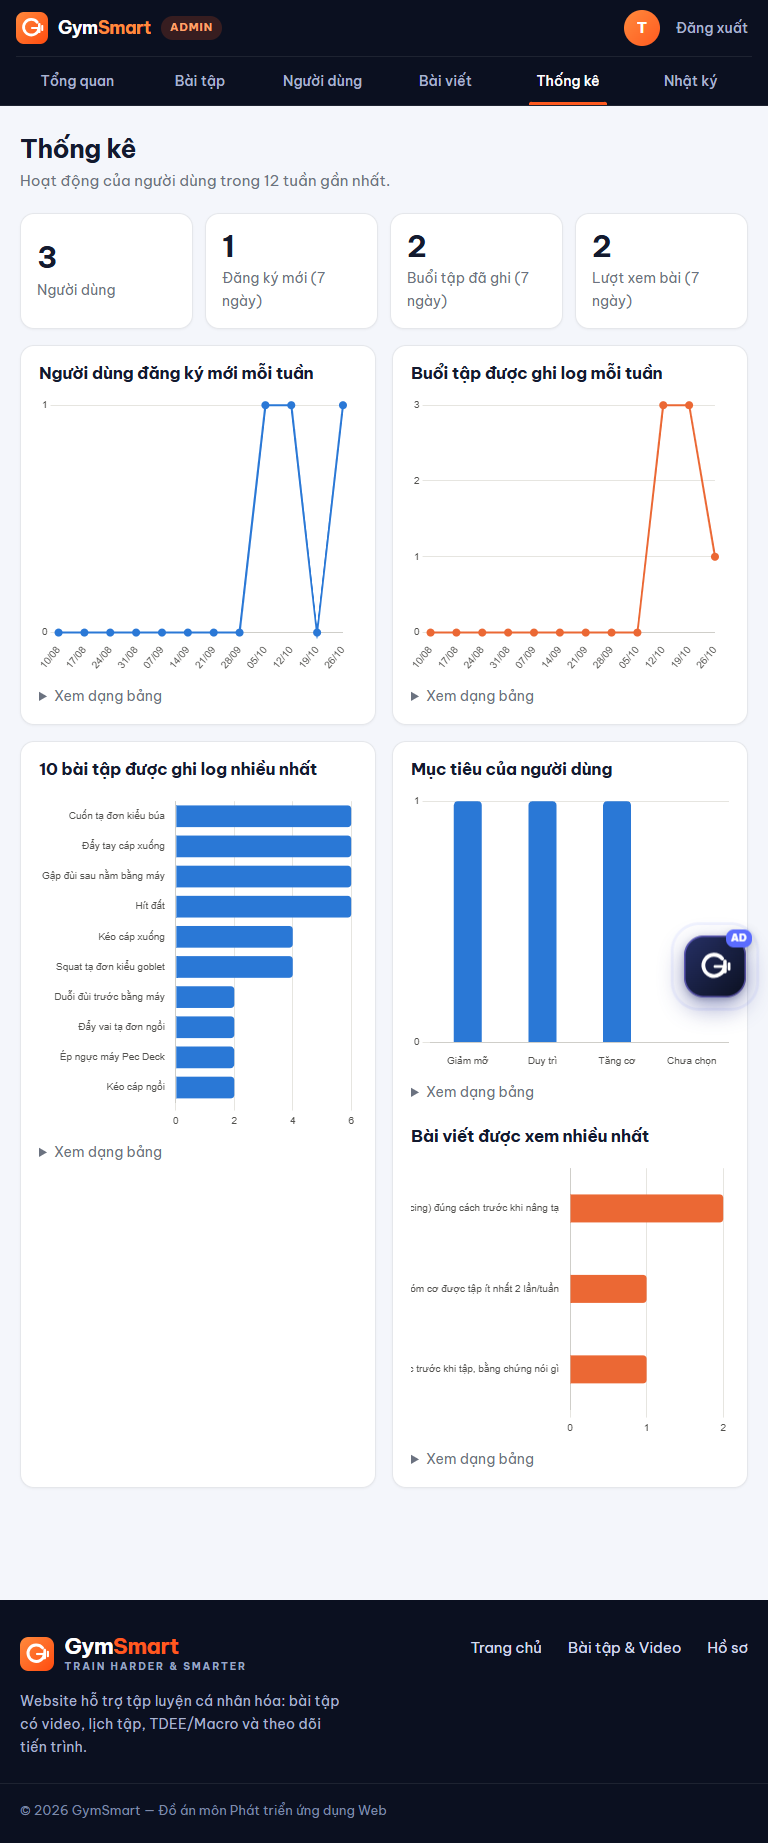 GymSmart ADMIN
T Đăng xuất
Tổng quan Bài tập Người dùng Bài viết Thống kê Nhật ký
Thống kê
Hoạt động của người dùng trong 12 tuần gần nhất.
3
Người dùng
1
Đăng ký mới (7
ngày)
2
Buổi tập đã ghi (7
ngày)
2
Lượt xem bài (7
ngày)
Người dùng đăng ký mới mỗi tuần
1
0
10/08 17/08 24/08 31/08 07/09 14/09 21/09 28/09 05/10 12/10 19/10 26/10
Xem dạng bảng
Buổi tập được ghi log mỗi tuần
3
2
1
0
10/08 17/08 24/08 31/08 07/09 14/09 21/09 28/09 05/10 12/10 19/10 26/10
Xem dạng bảng
10 bài tập được ghi log nhiều nhất
Cuốn tạ đơn kiểu búa
Đẩy tay cáp xuống
Gập đùi sau nằm bằng máy
Hít đất
Kéo cáp xuống
Squat tạ đơn kiểu goblet
Duỗi đùi trước bằng máy
Đẩy vai tạ đơn ngồi
Ép ngực máy Pec Deck
Kéo cáp ngồi
0 2 4 6
Xem dạng bảng
Mục tiêu của người dùng
1
0
Giảm mỡ Duy trì Tăng cơ Chưa chọn
Xem dạng bảng
AD
Bài viết được xem nhiều nhất
cing) đúng cách trước khi nâng tạ
óm cơ được tập ít nhất 2 lần/tuần
c trước khi tập, bằng chứng nói gì
0 1 2
Xem dạng bảng
GymSmart
TRAIN HARDER & SMARTER
Trang chủ Bài tập & Video Hồ sơ
Website hỗ trợ tập luyện cá nhân hóa: bài tập
có video, lịch tập, TDEE/Macro và theo dõi
tiến trình.
© 2026 GymSmart — Đồ án môn Phát triển ứng dụng Web